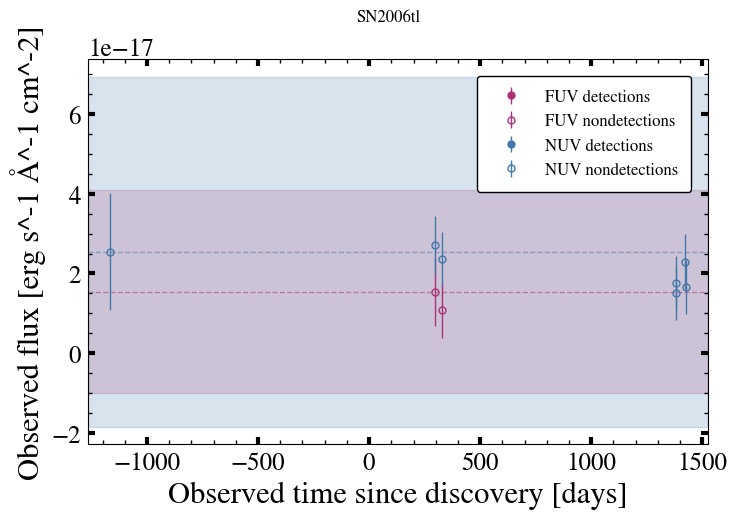 SN2006tl
1e−17
Observed flux [erg s^-1 Å^-1 cm^-2]
6
4
2
0
−2
FUV detections
FUV nondetections
NUV detections
NUV nondetections
−1000 −500 0 500 1000 1500
Observed time since discovery [days]